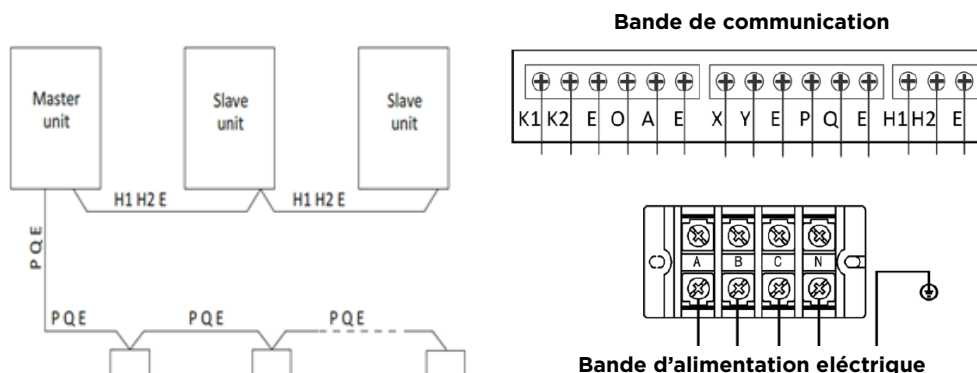 Bande de communication
Master
unit
Slave
unit
Slave
unit
K1 K2 E O A E X Y E P Q E H1 H2 E
H1 H2 E
H1 H2 E
P Q E
P Q E
P Q E
P Q E
A B C N
Bande d'alimentation eléctrique